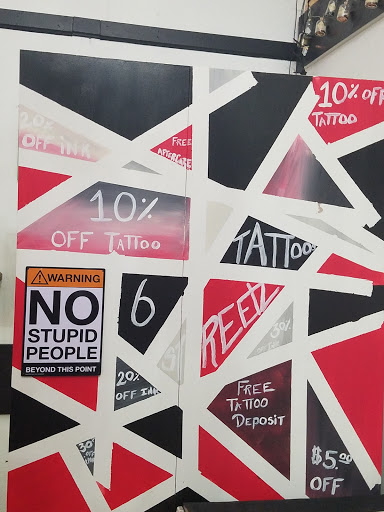 10% OFF
TATTOO
20%
OFF INK
FREE
AFTERCARE
10%
OFF TATTOO
TATTOO
WARNING
NO
STUPID
PEOPLE
BEYOND THIS POINT
6
30%
20%
OFF INK
FREE
TATTOO
DEPOSIT
$5.00
OFF
30%